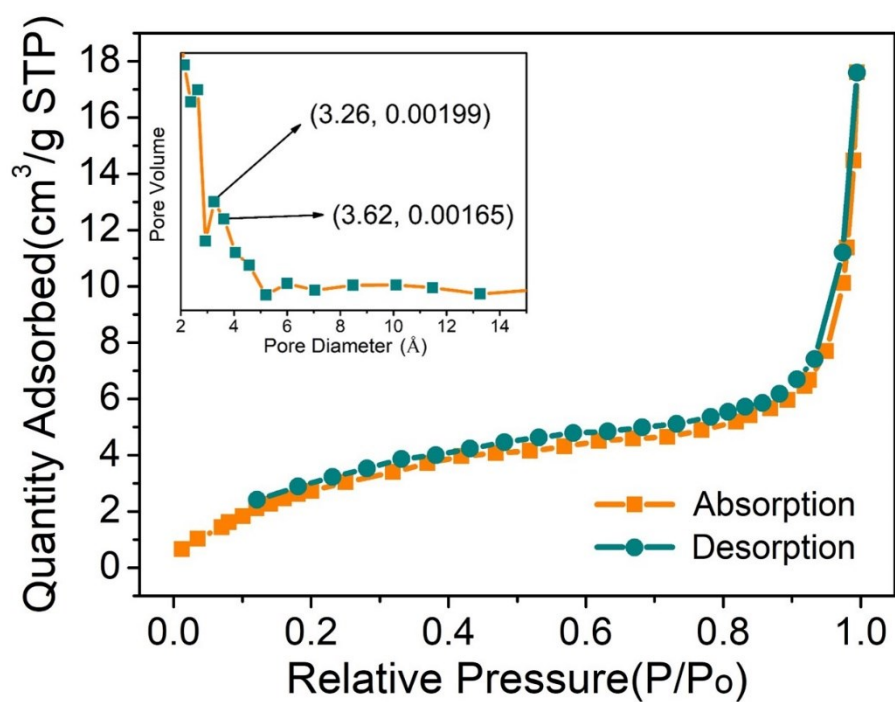 Quantity Adsorbed(cm³/g STP)
18
16
14
12
10
8
6
4
2
0
Pore Volume
(3.26, 0.00199)
(3.62, 0.00165)
2 4 6 8 10 12 14
Pore Diameter (Å)
Absorption
Desorption
0.0 0.2 0.4 0.6 0.8 1.0
Relative Pressure(P/Po)